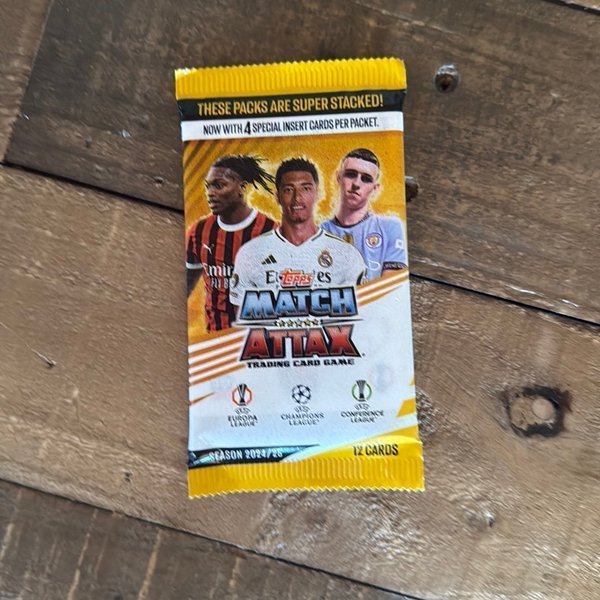 THESE PACKS ARE SUPER STACKED!
NOW WITH 4 SPECIAL INSERT CARDS PER PACKET.
Topps
MATCH
ATTAX
TRADING CARD GAME
EUROPA
LEAGUE
CHAMPIONS
LEAGUE
CONFERENCE
LEAGUE
SEASON 2024/25
12 CARDS